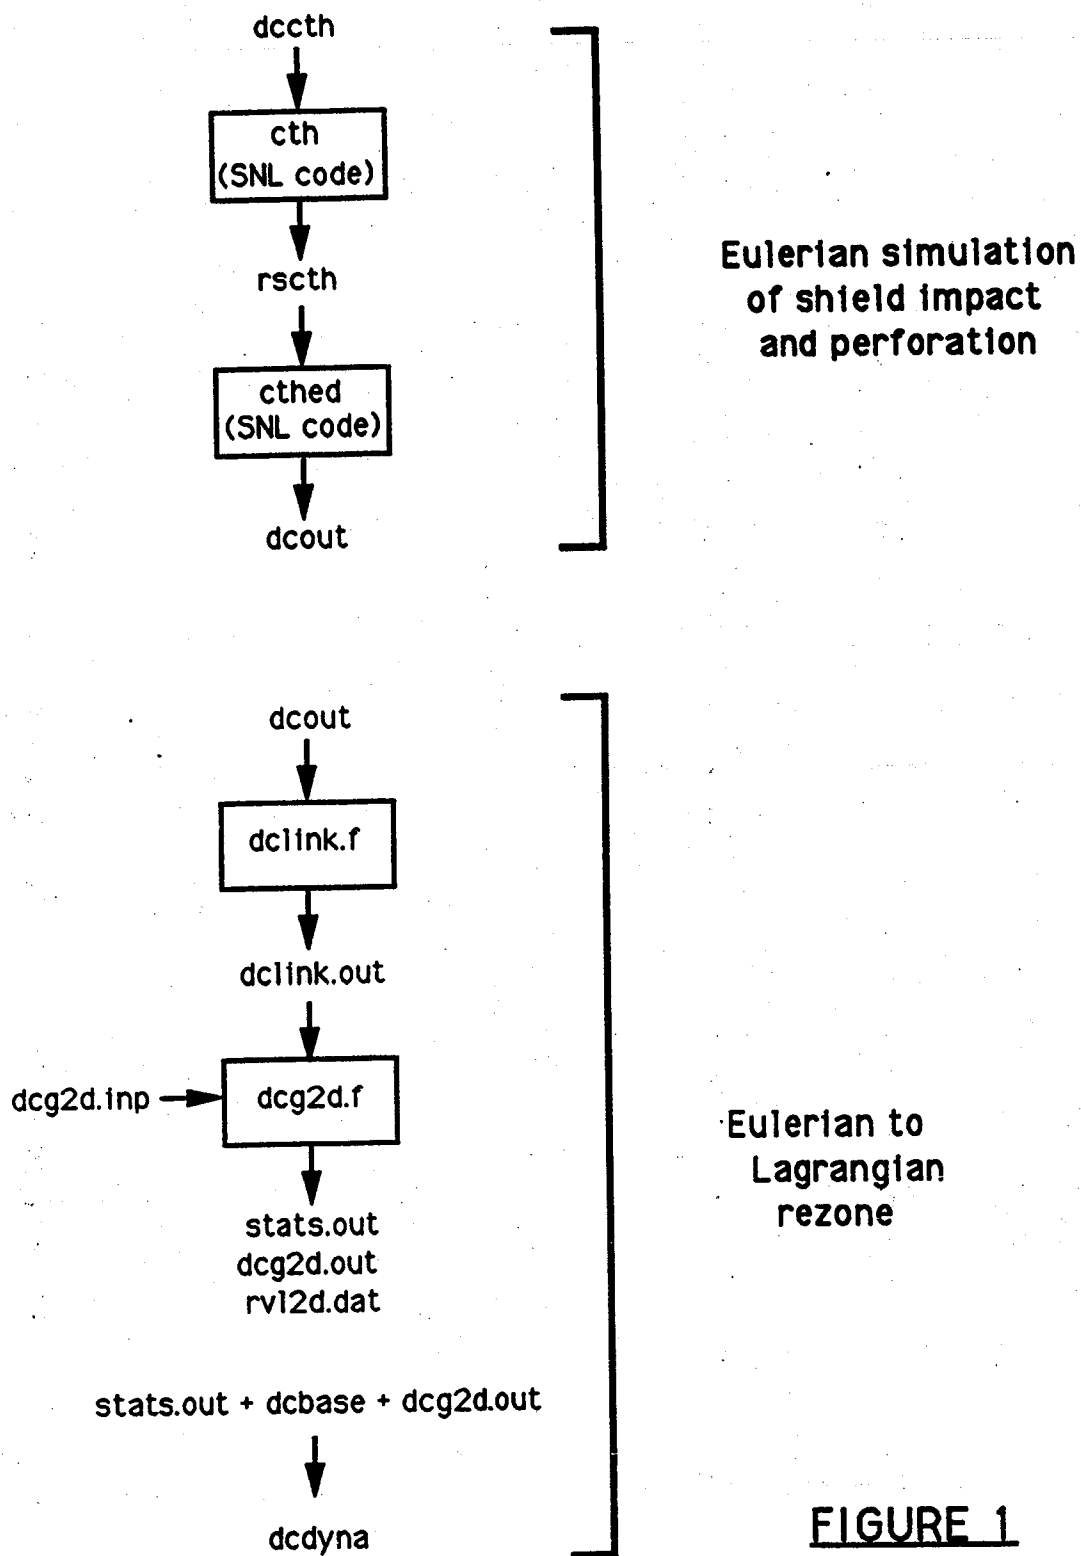 dccth
cth
(SNL code)
rscth
cthed
(SNL code)
dcout
Eulerian simulation
of shield impact
and perforation
dcout
dclink.f
dclink.out
dcg2d.inp
dcg2d.f
stats.out
dcg2d.out
rvl2d.dat
Eulerian to
Lagrangian
rezone
stats.out + dcbase + dcg2d.out
dcdyna
FIGURE 1